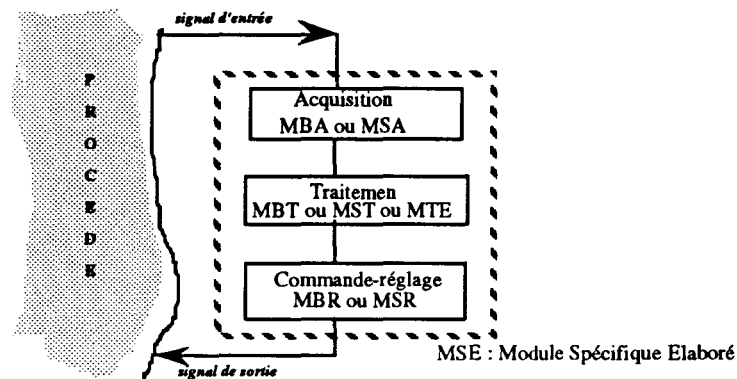 signal d'entrée
PROCEDE
Acquisition
MBA ou MSA
Traitemen
MBT ou MST ou MTE
Commande-réglage
MBR ou MSR
MSE : Module Spécifique Elaboré
signal de sortie